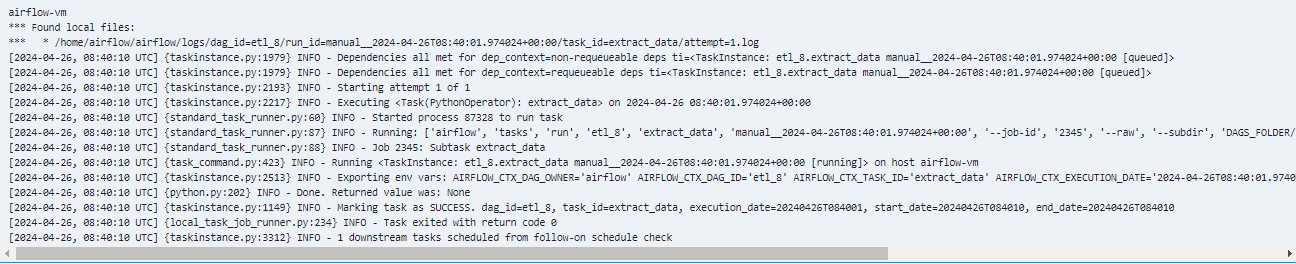 airflow-vm
*** Found local files:
***   * /home/airflow/airflow/logs/dag_id=etl_8/run_id=manual__2024-04-26T08:40:01.974024+00:00/task_id=extract_data/attempt=1.log
[2024-04-26, 08:40:10 UTC] {taskinstance.py:1979} INFO - Dependencies all met for dep_context=non-requeueable deps ti=<TaskInstance: etl_8.extract_data manual__2024-04-26T08:40:01.974024+00:00 [queued]>
[2024-04-26, 08:40:10 UTC] {taskinstance.py:1979} INFO - Dependencies all met for dep_context=requeueable deps ti=<TaskInstance: etl_8.extract_data manual__2024-04-26T08:40:01.974024+00:00 [queued]>
[2024-04-26, 08:40:10 UTC] {taskinstance.py:2193} INFO - Starting attempt 1 of 1
[2024-04-26, 08:40:10 UTC] {taskinstance.py:2217} INFO - Executing <Task(PythonOperator): extract_data> on 2024-04-26 08:40:01.974024+00:00
[2024-04-26, 08:40:10 UTC] {standard_task_runner.py:60} INFO - Started process 87328 to run task
[2024-04-26, 08:40:10 UTC] {standard_task_runner.py:87} INFO - Running: ['airflow', 'tasks', 'run', 'etl_8', 'extract_data', 'manual__2024-04-26T08:40:01.974024+00:00', '--job-id', '2345', '--raw', '--subdir', 'DAGS_FOLDER/
[2024-04-26, 08:40:10 UTC] {standard_task_runner.py:88} INFO - Job 2345: Subtask extract_data
[2024-04-26, 08:40:10 UTC] {task_command.py:423} INFO - Running <TaskInstance: etl_8.extract_data manual__2024-04-26T08:40:01.974024+00:00 [running]> on host airflow-vm
[2024-04-26, 08:40:10 UTC] {taskinstance.py:2513} INFO - Exporting env vars: AIRFLOW_CTX_DAG_OWNER='airflow' AIRFLOW_CTX_DAG_ID='etl_8' AIRFLOW_CTX_TASK_ID='extract_data' AIRFLOW_CTX_EXECUTION_DATE='2024-04-26T08:40:01.9740
[2024-04-26, 08:40:10 UTC] {python.py:202} INFO - Done. Returned value was: None
[2024-04-26, 08:40:10 UTC] {taskinstance.py:1149} INFO - Marking task as SUCCESS. dag_id=etl_8, task_id=extract_data, execution_date=20240426T084001, start_date=20240426T084010, end_date=20240426T084010
[2024-04-26, 08:40:10 UTC] {local_task_job_runner.py:234} INFO - Task exited with return code 0
[2024-04-26, 08:40:10 UTC] {taskinstance.py:3312} INFO - 1 downstream tasks scheduled from follow-on schedule check